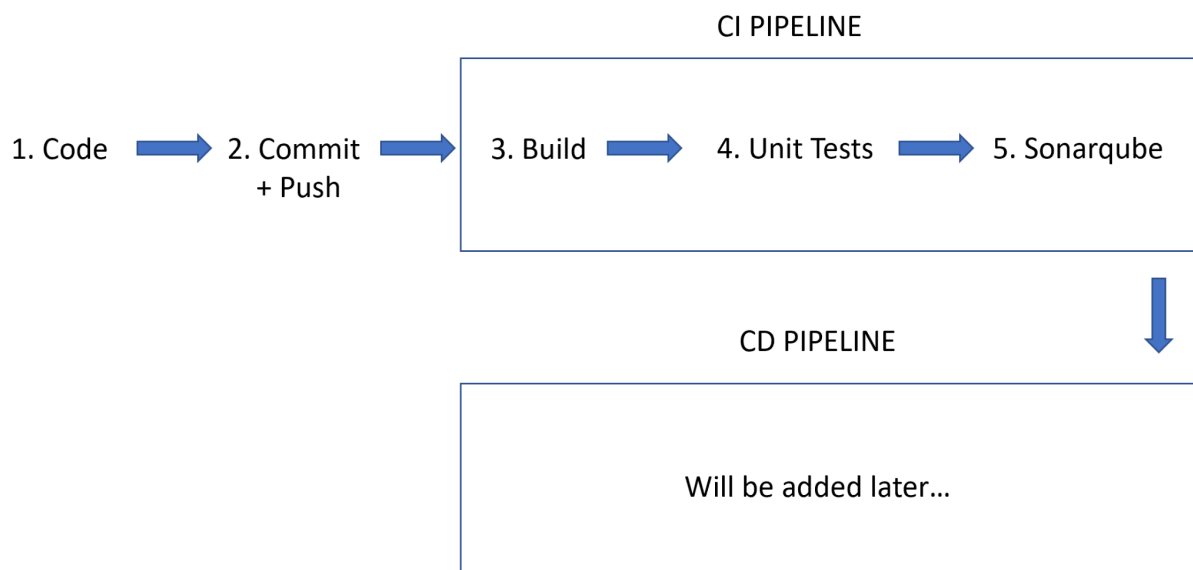 CI PIPELINE
1. Code
2. Commit
+ Push
3. Build
4. Unit Tests
5. Sonarqube
CD PIPELINE
Will be added later…